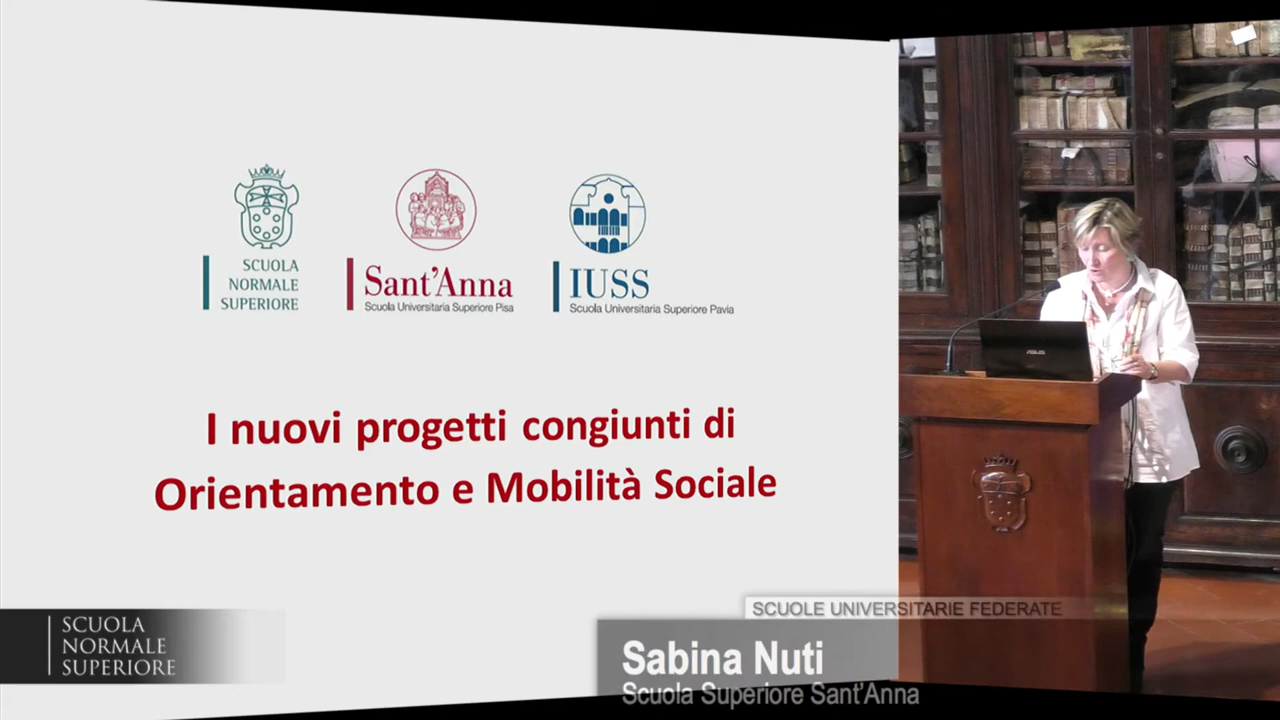 SCUOLA
NORMALE
SUPERIORE
Sant'Anna
Scuola Universitaria Superiore Pisa
IUSS
Scuola Universitaria Superiore Pavia
I nuovi progetti congiunti di
Orientamento e Mobilità Sociale
ASUS
SCUOLA
NORMALE
SUPERIORE
SCUOLE UNIVERSITARIE FEDERATE
Sabina Nuti
Scuola Superiore Sant'Anna